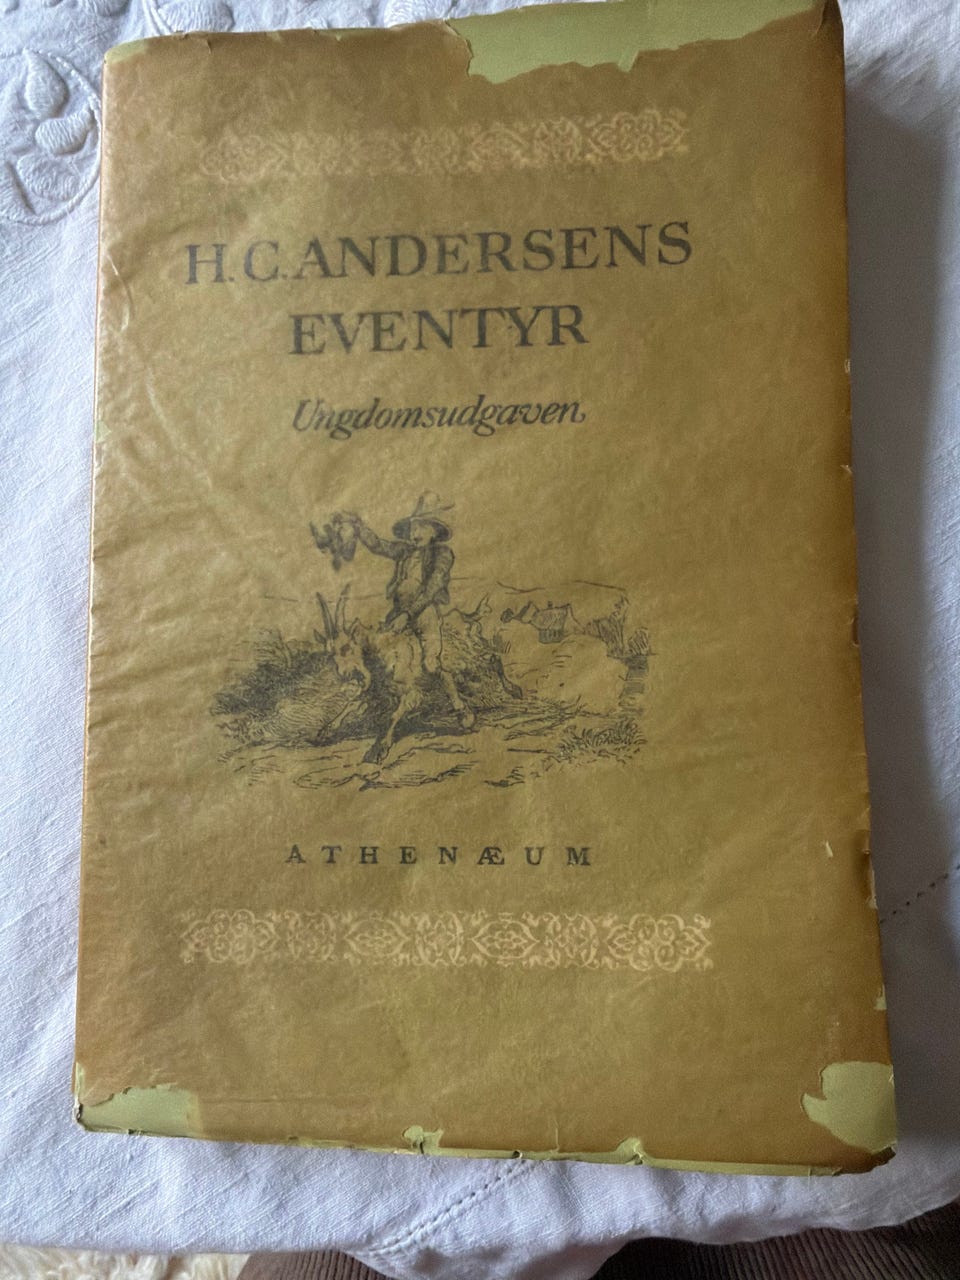 H. C. ANDERSENS
EVENTYR
Ungdomsudgaven
ATHENÆUM